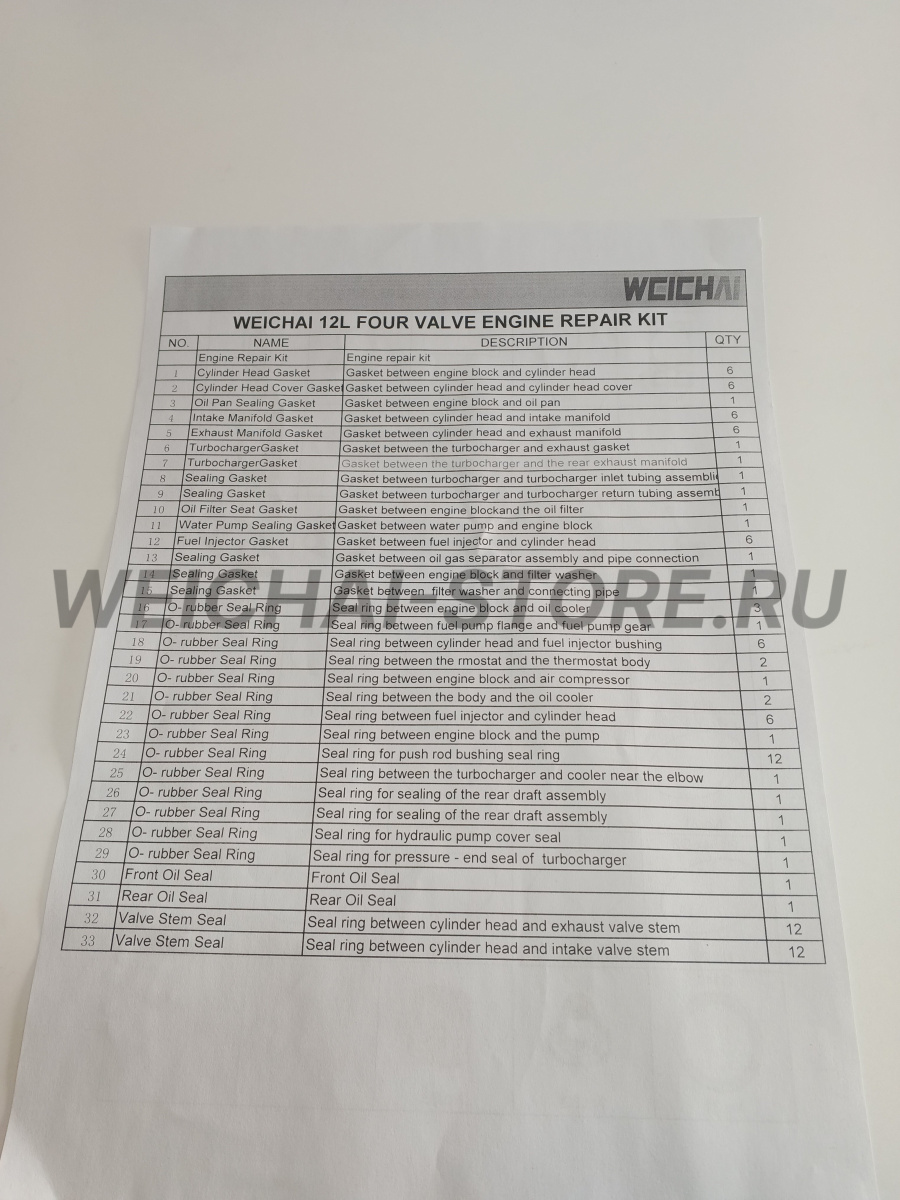 WEICHAI
WEICHAI 12L FOUR VALVE ENGINE REPAIR KIT
NO. NAME DESCRIPTION QTY
Engine Repair Kit Engine repair kit
1 Cylinder Head Gasket Gasket between engine block and cylinder head 6
2 Cylinder Head Cover Gasket Gasket between cylinder head and cylinder head cover 6
3 Oil Pan Sealing Gasket Gasket between engine block and oil pan 1
4 Intake Manifold Gasket Gasket between cylinder head and intake manifold 6
5 Exhaust Manifold Gasket Gasket between cylinder head and exhaust manifold 6
6 TurbochargerGasket Gasket between the turbocharger and exhaust gasket 1
7 TurbochargerGasket Gasket between the turbocharger and the rear exhaust manifold 1
8 Sealing Gasket Gasket between turbocharger and turbocharger inlet tubing assembli 1
9 Sealing Gasket Gasket between turbocharger and turbocharger return tubing assemb 1
10 Oil Filter Seat Gasket Gasket between engine blockand the oil filter 1
11 Water Pump Sealing Gasket Gasket between water pump and engine block 1
12 Fuel Injector Gasket Gasket between fuel injector and cylinder head 6
13 Sealing Gasket Gasket between oil gas separator assembly and pipe connection 1
14 Sealing Gasket Gasket between engine block and filter washer 1
15 Sealing Gasket Gasket between filter washer and connecting pipe 1
WEICHAI-STORE.RU
16 O- rubber Seal Ring Seal ring between engine block and oil cooler 3
17 O- rubber Seal Ring Seal ring between fuel pump flange and fuel pump gear 1
18 O- rubber Seal Ring Seal ring between cylinder head and fuel injector bushing 6
19 O- rubber Seal Ring Seal ring between the rmostat and the thermostat body 2
20 O- rubber Seal Ring Seal ring between engine block and air compressor 1
21 O- rubber Seal Ring Seal ring between the body and the oil cooler 2
22 O- rubber Seal Ring Seal ring between fuel injector and cylinder head 6
23 O- rubber Seal Ring Seal ring between engine block and the pump 1
24 O- rubber Seal Ring Seal ring for push rod bushing seal ring 12
25 O- rubber Seal Ring Seal ring between the turbocharger and cooler near the elbow 1
26 O- rubber Seal Ring Seal ring for sealing of the rear draft assembly 1
27 O- rubber Seal Ring Seal ring for sealing of the rear draft assembly 1
28 O- rubber Seal Ring Seal ring for hydraulic pump cover seal 1
29 O- rubber Seal Ring Seal ring for pressure - end seal of turbocharger 1
30 Front Oil Seal Front Oil Seal 1
31 Rear Oil Seal Rear Oil Seal 1
32 Valve Stem Seal Seal ring between cylinder head and exhaust valve stem 12
33 Valve Stem Seal Seal ring between cylinder head and intake valve stem 12